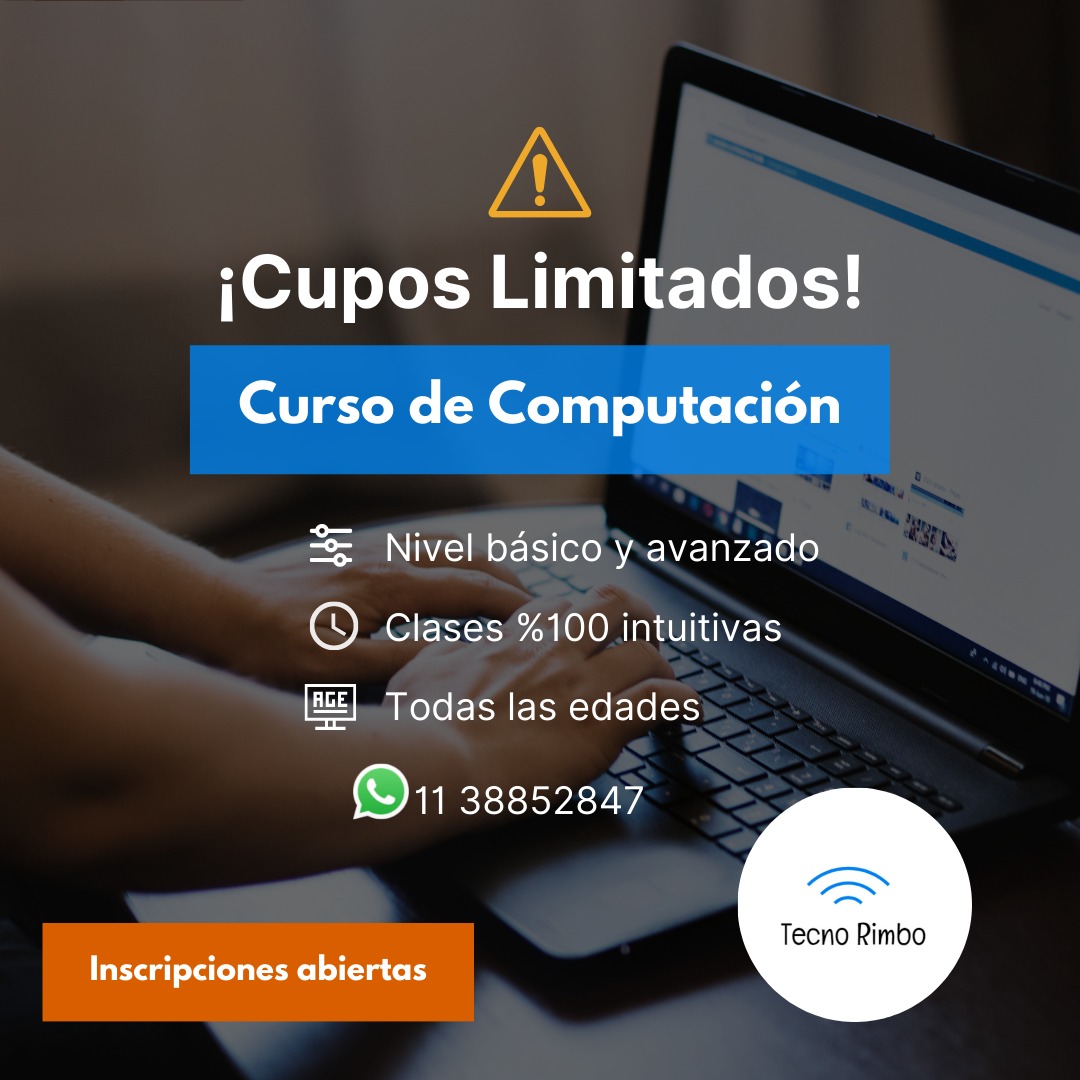 ¡Cupos Limitados!
Curso de Computación
Nivel básico y avanzado
Clases %100 intuitivas
AGE
Todas las edades
11 38852847
Tecno Rimbo
Inscripciones abiertas